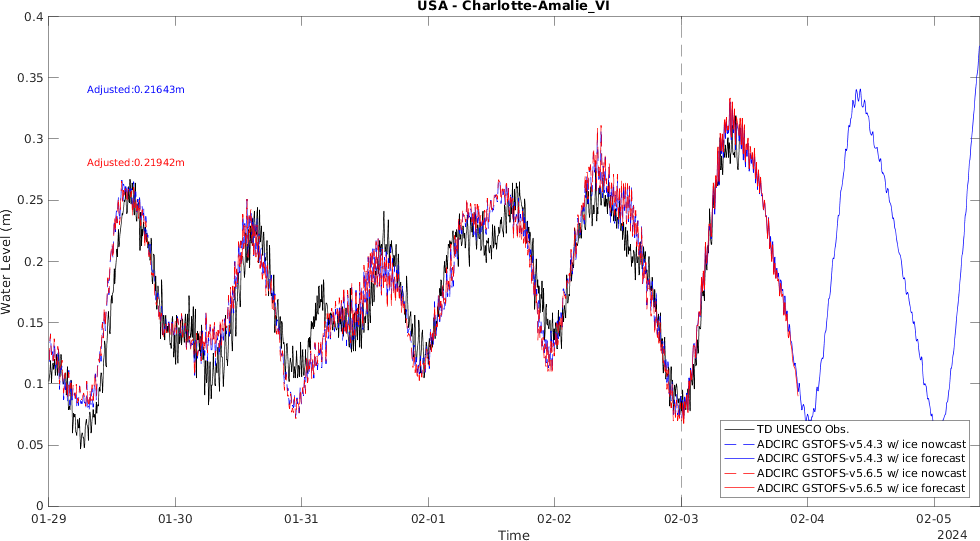 USA - Charlotte-Amalie_VI
0.4
0.35
Adjusted:0.21643m
0.3
Adjusted:0.21942m
0.25
0.2
0.15
0.1
0.05
0
Water Level (m)
TD UNESCO Obs.
ADCIRC GSTOFS-v5.4.3 w/ ice nowcast
ADCIRC GSTOFS-v5.4.3 w/ ice forecast
ADCIRC GSTOFS-v5.6.5 w/ ice nowcast
ADCIRC GSTOFS-v5.6.5 w/ ice forecast
01-29 01-30 01-31 02-01 02-02 02-03 02-04 02-05
Time
2024